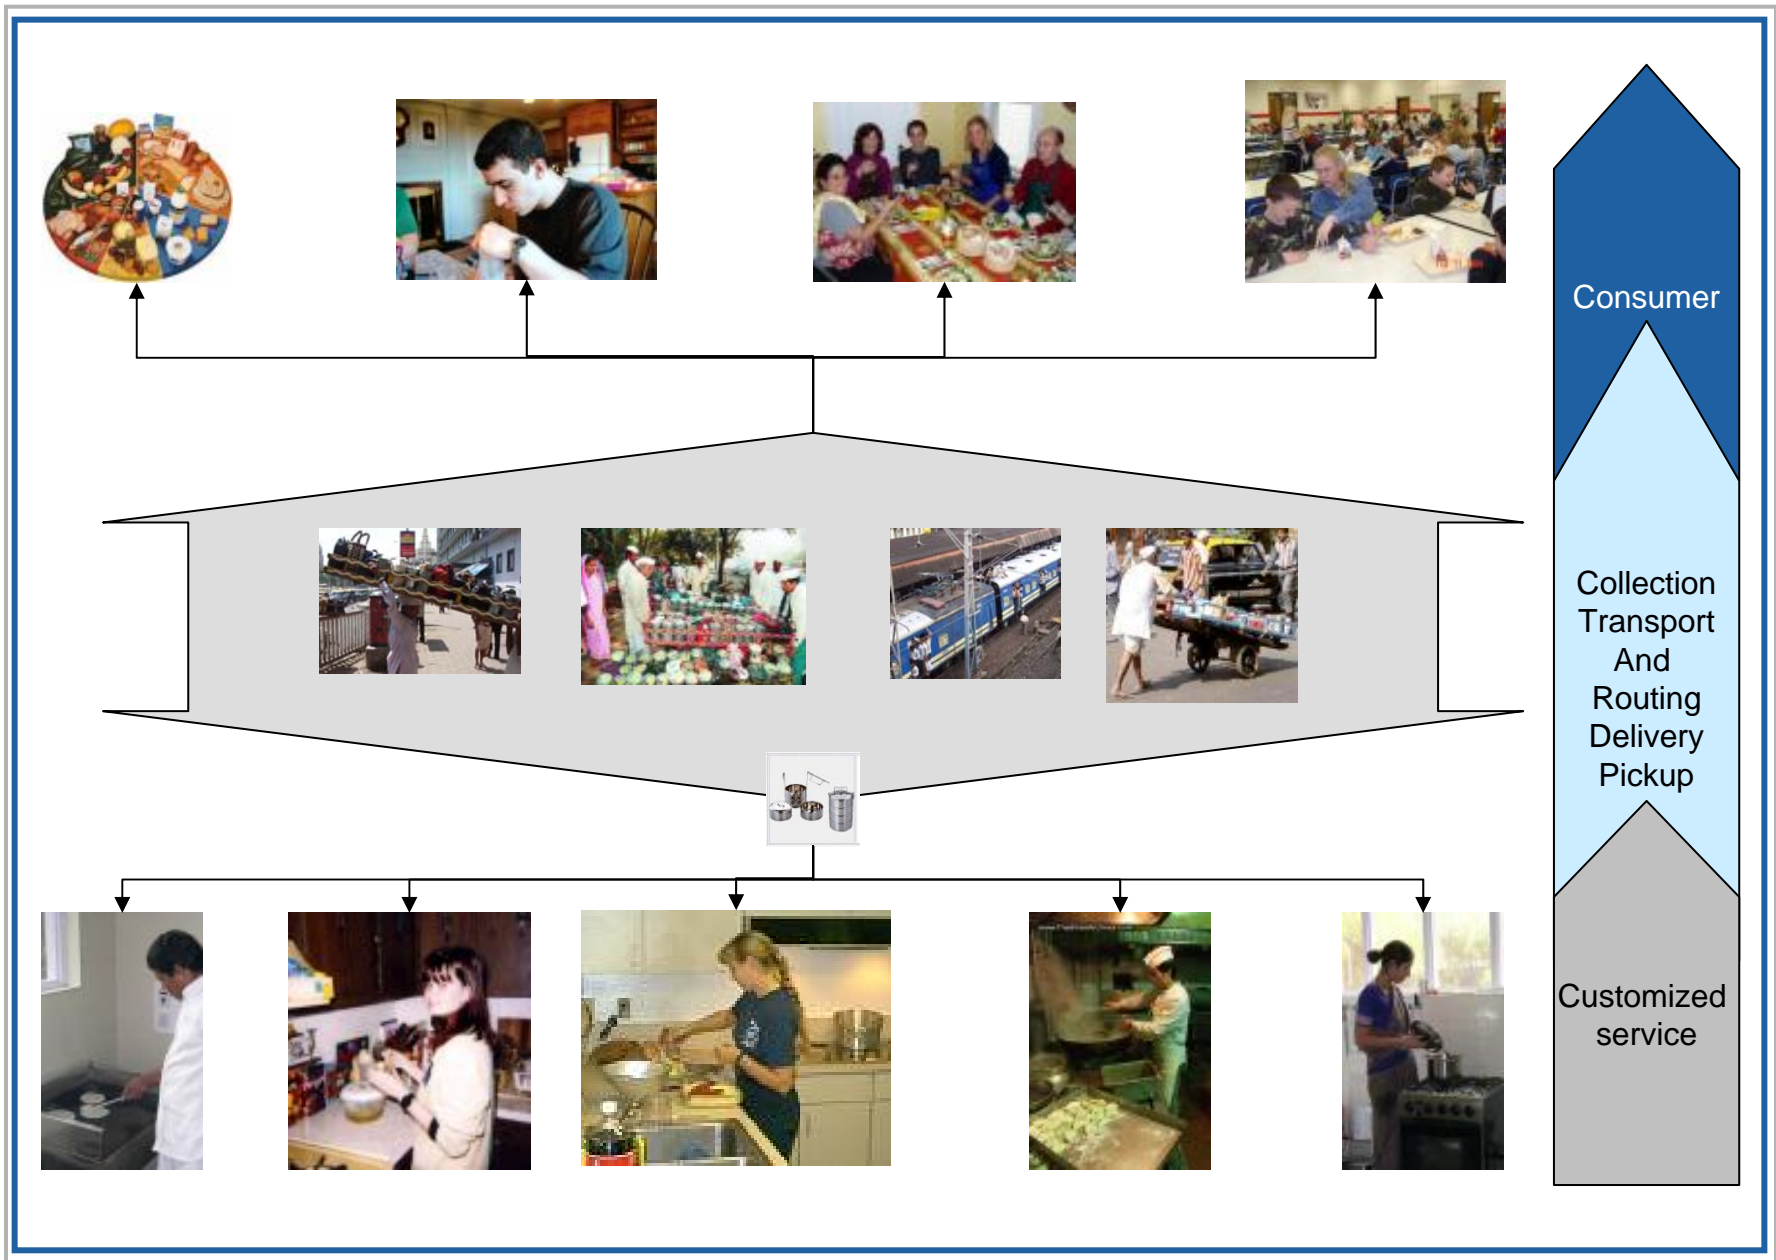 Consumer
Collection
Transport
And
Routing
Delivery
Pickup
Customized
service